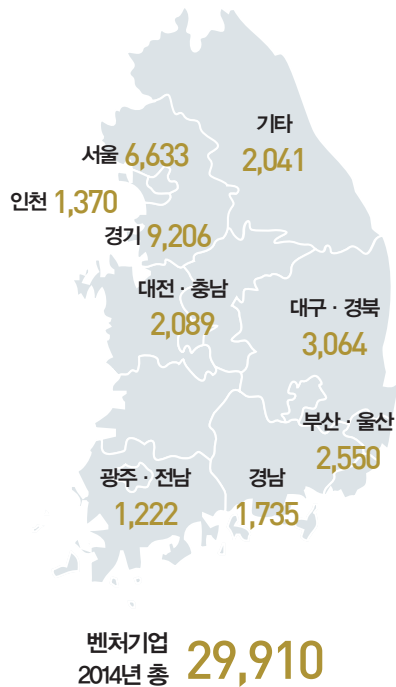 기타
2,041
서울 6,633
인천 1,370
경기 9,206
대전 · 충남
2,089
대구 · 경북
3,064
부산 · 울산
2,550
광주 · 전남
1,222
경남
1,735
벤처기업
2014년 총
29,910